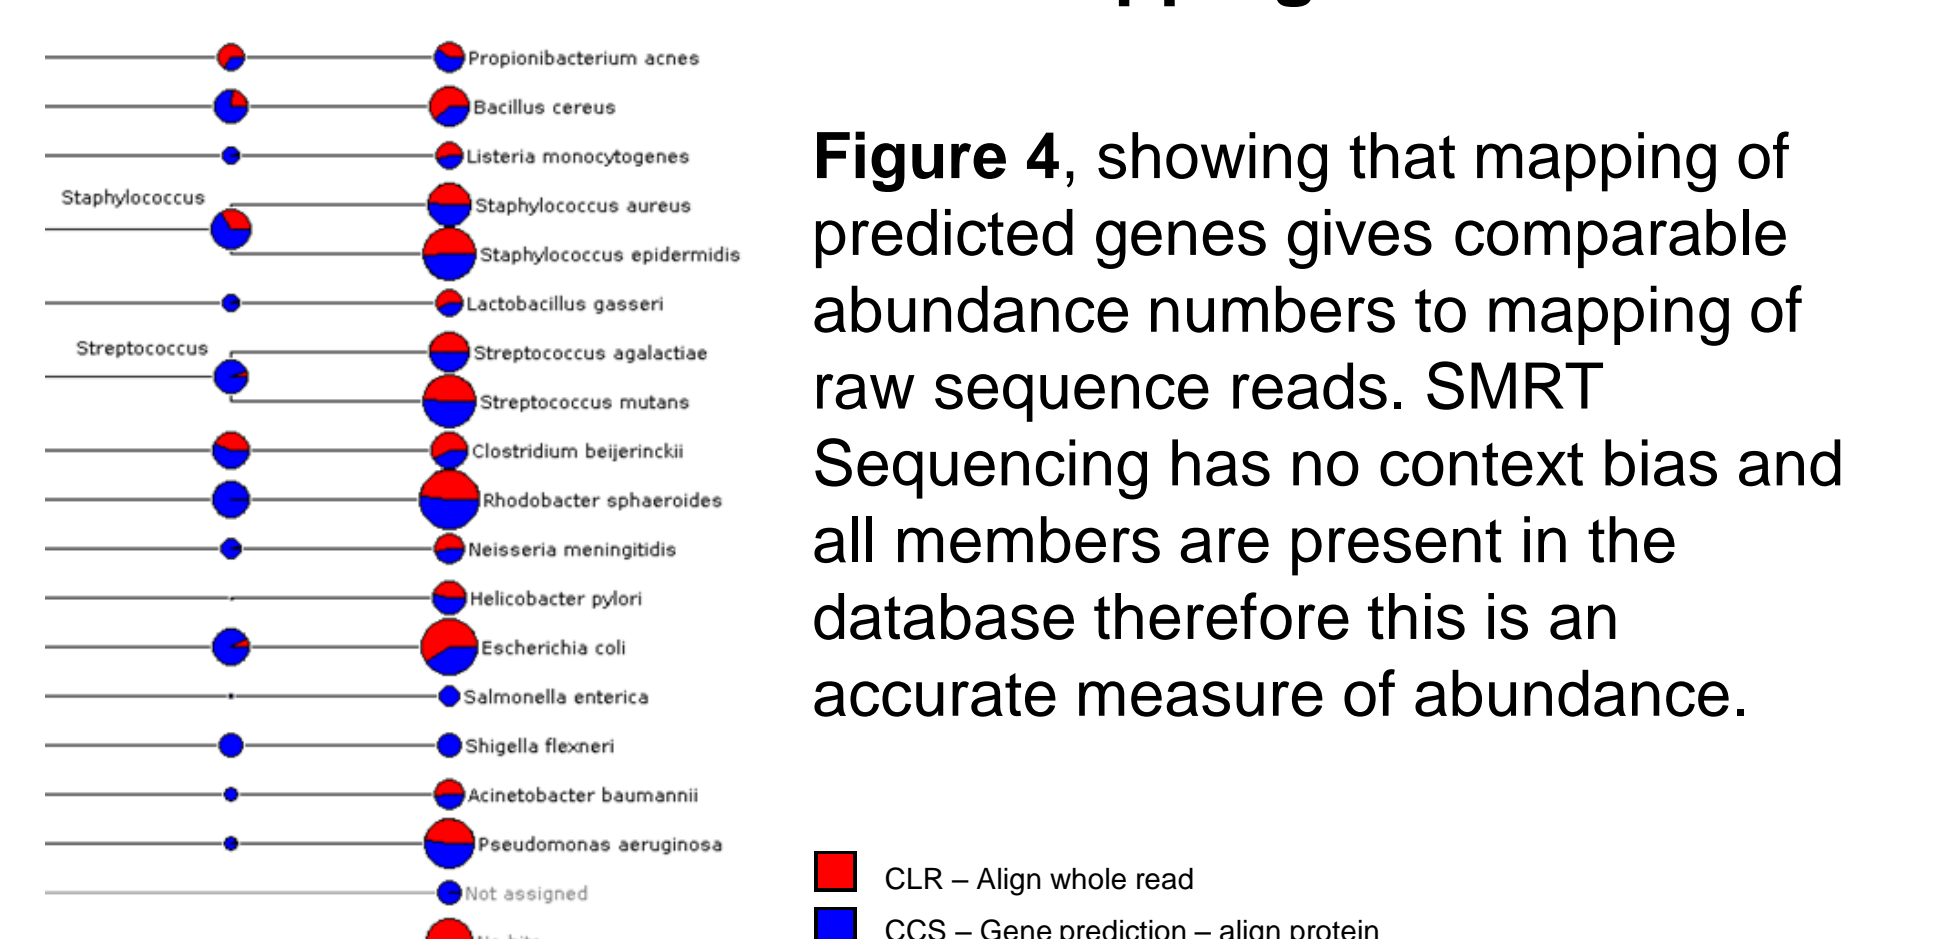 Propionibacterium acnes
Bacillus cereus
Listeria monocytogenes
Staphylococcus
Staphylococcus aureus
Staphylococcus epidermidis
Lactobacillus gasseri
Streptococcus
Streptococcus agalactiae
Streptococcus mutans
Clostridium beijerinckii
Rhodobacter sphaeroides
Neisseria meningitidis
Helicobacter pylori
Escherichia coli
Salmonella enterica
Shigella flexneri
Acinetobacter baumannii
Pseudomonas aeruginosa
Not assigned
Figure 4, showing that mapping of
predicted genes gives comparable
abundance numbers to mapping of
raw sequence reads. SMRT
Sequencing has no context bias and
all members are present in the
database therefore this is an
accurate measure of abundance.
CLR – Align whole read
CCS – Gene prediction – align protein